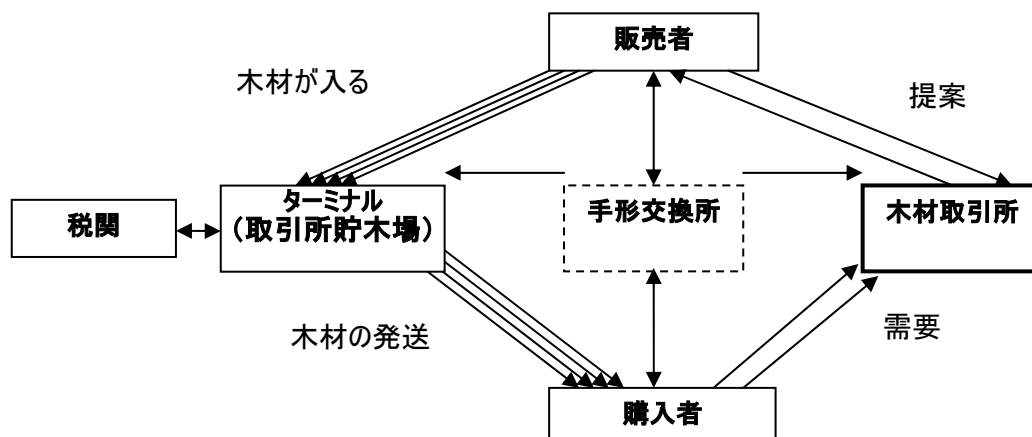 販売者
木材が入る
提案
ターミナル
（取引所貯木場）
税関
手形交換所
木材取引所
木材の発送
需要
購入者